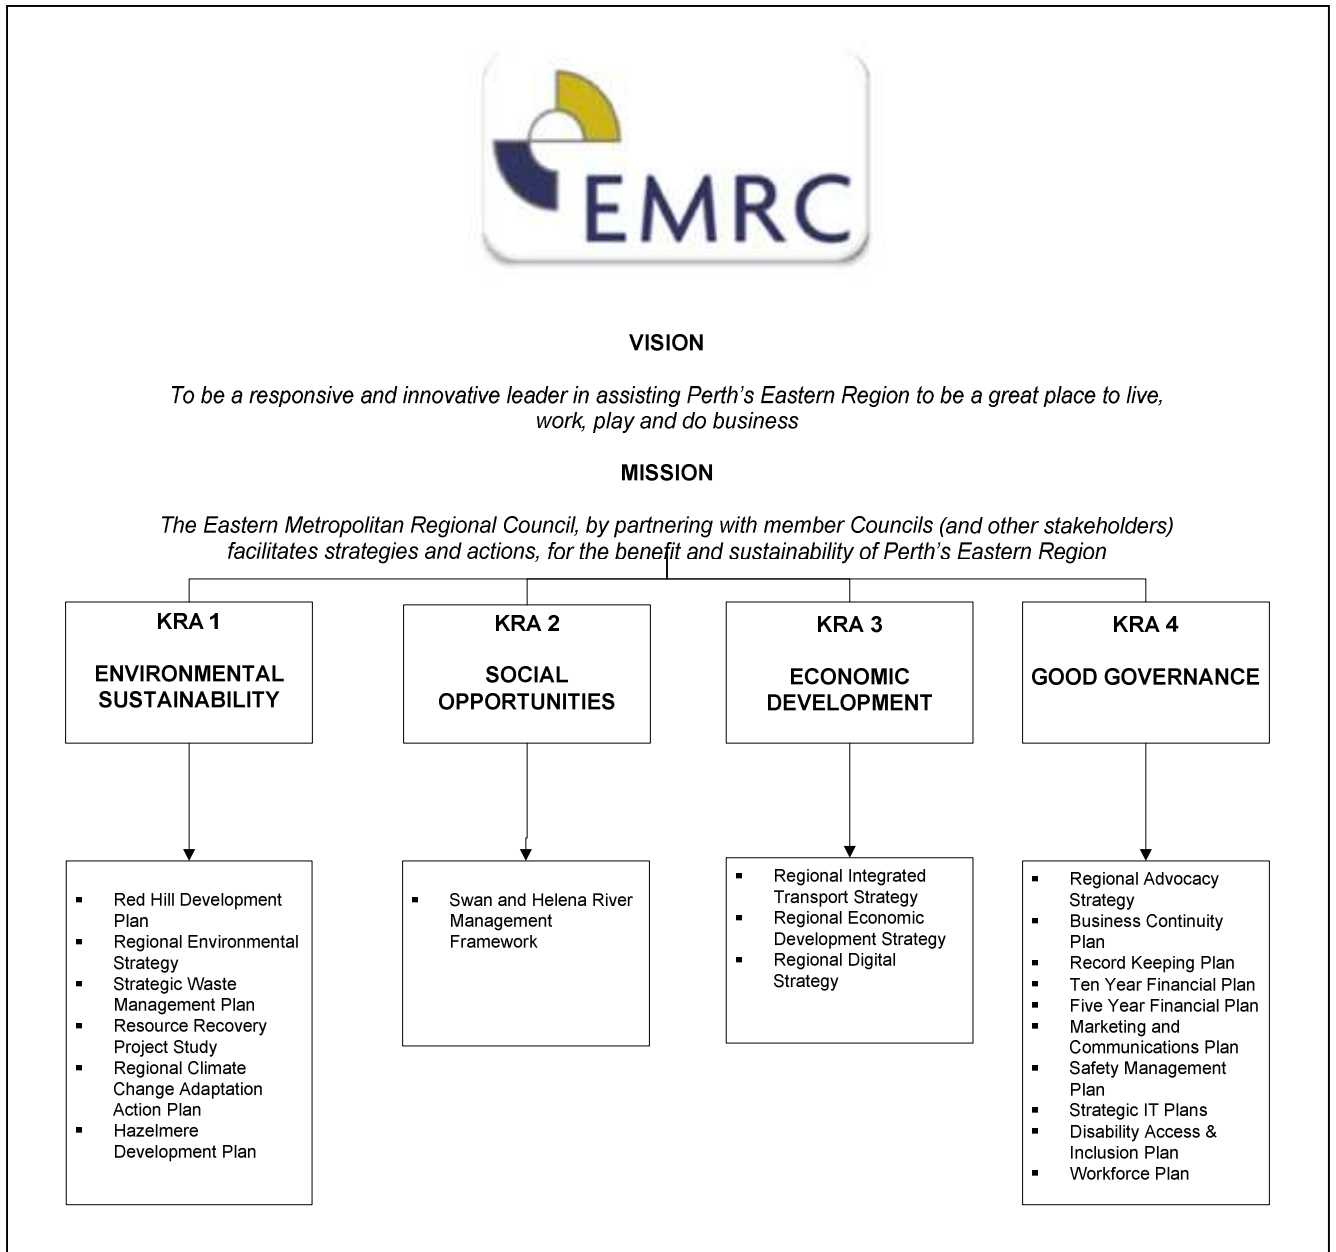 EMRC
VISION
To be a responsive and innovative leader in assisting Perth's Eastern Region to be a great place to live,
work, play and do business
MISSION
The Eastern Metropolitan Regional Council, by partnering with member Councils (and other stakeholders)
facilitates strategies and actions, for the benefit and sustainability of Perth's Eastern Region
KRA 1
ENVIRONMENTAL
SUSTAINABILITY
KRA 2
SOCIAL
OPPORTUNITIES
KRA 3
ECONOMIC
DEVELOPMENT
KRA 4
GOOD GOVERNANCE
▪ Red Hill Development
Plan
▪ Regional Environmental
Strategy
▪ Strategic Waste
Management Plan
▪ Resource Recovery
Project Study
▪ Regional Climate
Change Adaptation
Action Plan
▪ Hazelmere
Development Plan
▪ Swan and Helena River
Management
Framework
▪ Regional Integrated
Transport Strategy
▪ Regional Economic
Development Strategy
▪ Regional Digital
Strategy
▪ Regional Advocacy
Strategy
▪ Business Continuity
Plan
▪ Record Keeping Plan
▪ Ten Year Financial Plan
▪ Five Year Financial Plan
▪ Marketing and
Communications Plan
▪ Safety Management
Plan
▪ Strategic IT Plans
▪ Disability Access &
Inclusion Plan
▪ Workforce Plan